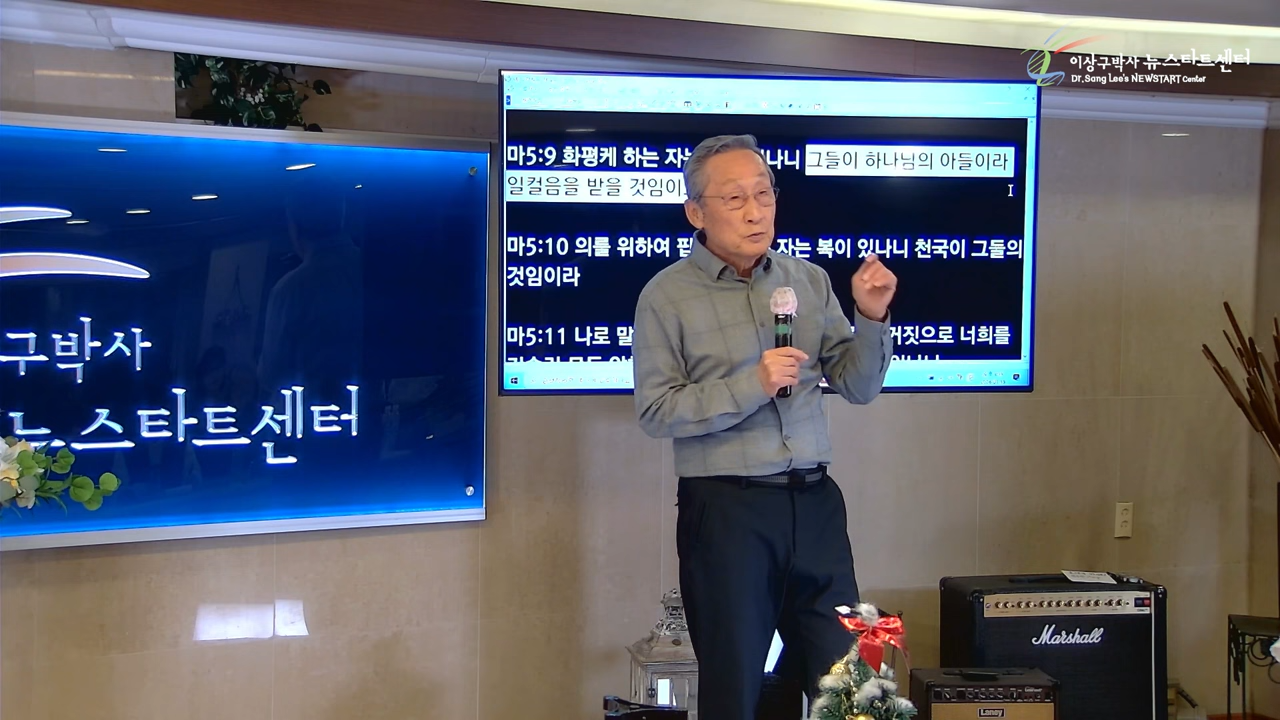 이상구박사 뉴스타트센터
Dr. Sang Lee's NEWSTART Center
마5:9 화평케 하는 자는 나니 그들이 하나님의 아들이라
일컬음을 받을 것임이
마5:10 의를 위하여 핍 자는 복이 있나니 천국이 그들의
것임이라
마5:11 나로 말 거짓으로 너희를
구박사
뉴스타트센터
Marshall
Laney